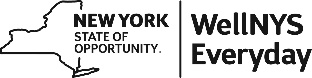 NEW YORK
STATE OF
OPPORTUNITY.
WellNYS
Everyday